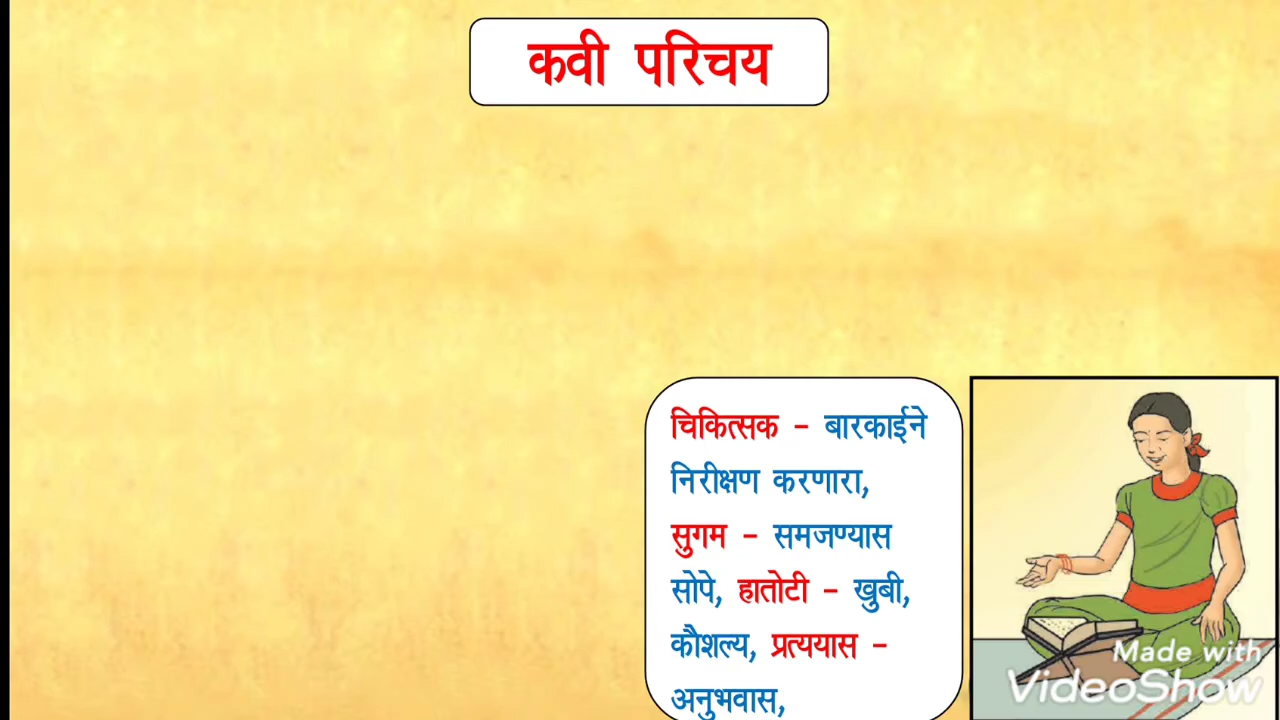 कवी परिचय
चिकित्सक - बारकाईने
निरीक्षण करणारा,
सुगम - समजण्यास
सोपे, हातोटी - खुबी,
कौशल्य, प्रत्ययास -
अनुभवास,
Made with
VideoShow